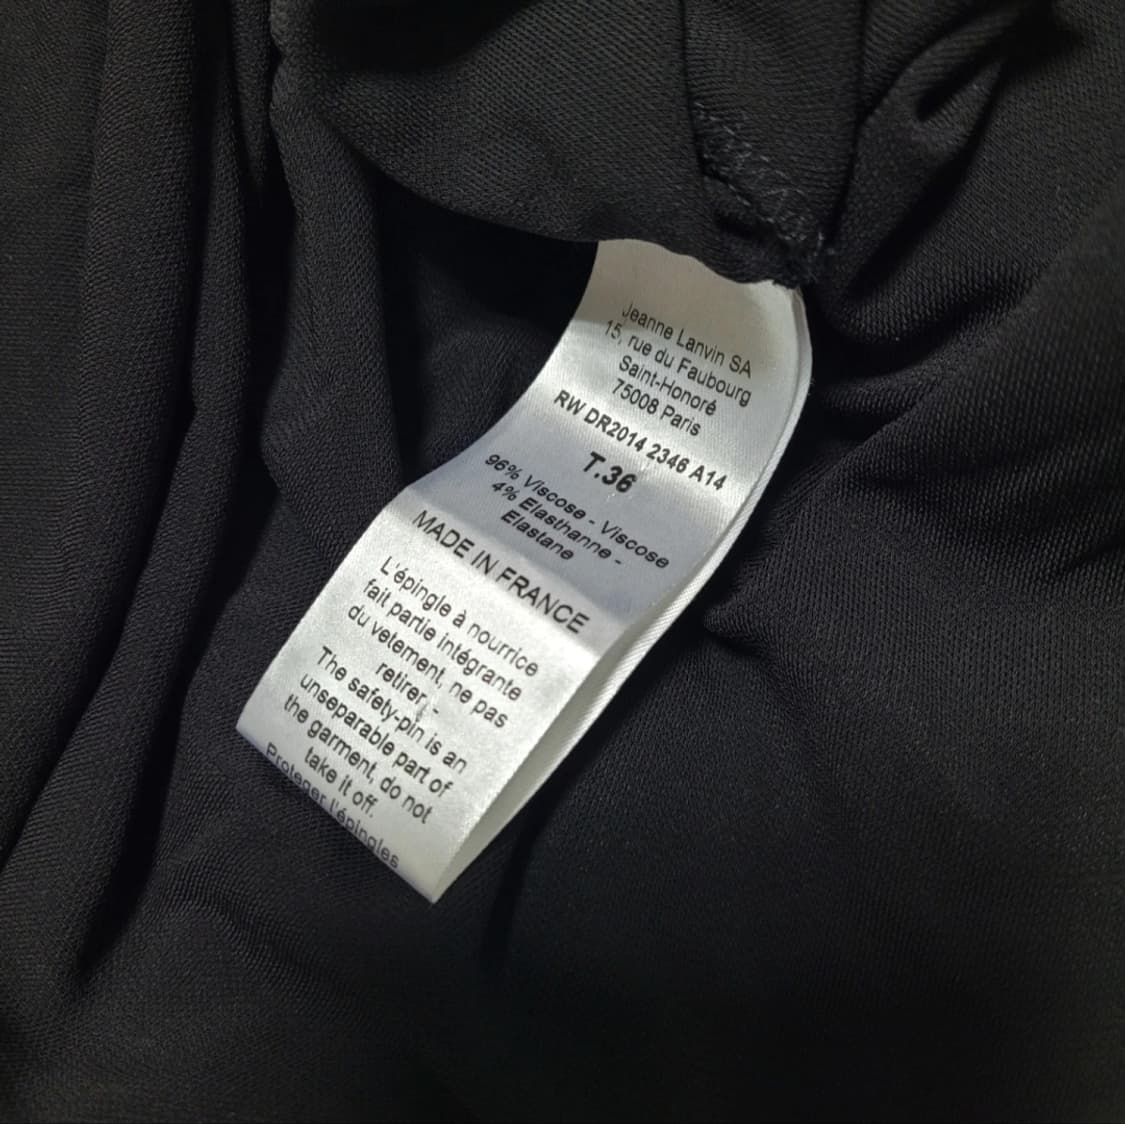 Jeanne Lanvin SA
15, rue du Faubourg
Saint-Honoré
75008 Paris
RW DR2014 2346 A14
T.36
96% Viscose - Viscose
4% Elasthanne -
Elastane
MADE IN FRANCE
L'épingle à nourrice
fait partie intégrante
du vetement, ne pas
retirer, -
The safety-pin is an
unseparable part of
the garment, do not
take it off.
Proteger l'épingles